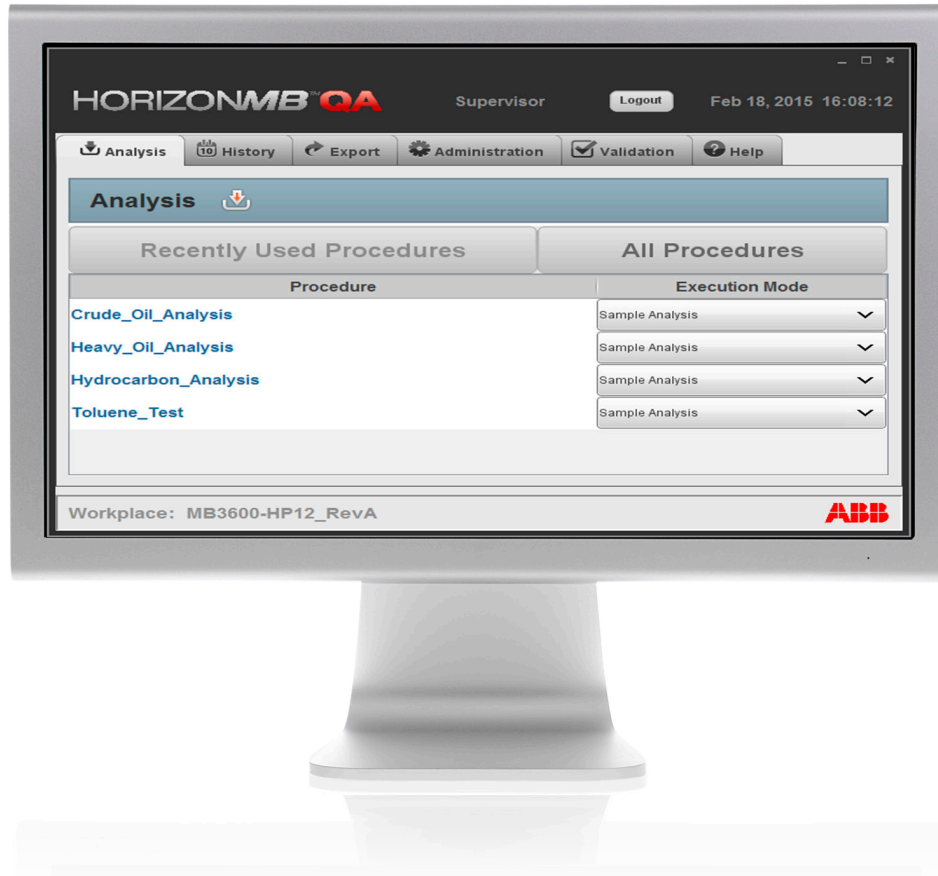 HORIZONMB™QA Supervisor Logout Feb 18, 2015 16:08:12
Analysis 10 History Export Administration Validation ? Help
Analysis
Recently Used Procedures All Procedures
Procedure Execution Mode
Crude_Oil_Analysis Sample Analysis
Heavy_Oil_Analysis Sample Analysis
Hydrocarbon_Analysis Sample Analysis
Toluene_Test Sample Analysis
Workplace: MB3600-HP12_RevA ABB